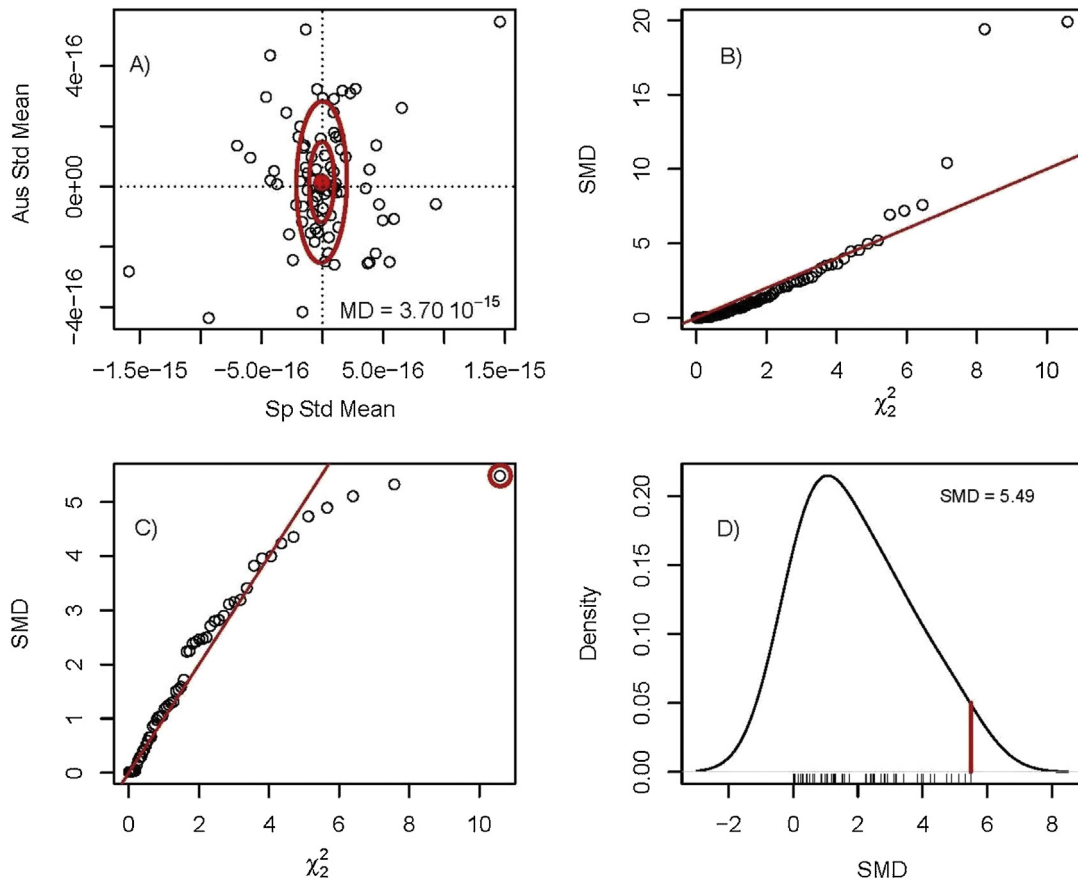 A)
Aus Std Mean
4e−16
0e+00
−4e−16
MD = 3.70 10⁻¹⁵
−1.5e−15
−5.0e−16
5.0e−16
1.5e−15
Sp Std Mean
B)
SMD
20
15
10
5
0
0 2 4 6 8 10
χ²₂
C)
SMD
5
4
3
2
1
0
0 2 4 6 8 10
χ²₂
D)
SMD = 5.49
Density
0.20
0.15
0.10
0.05
0.00
−2 0 2 4 6 8
SMD